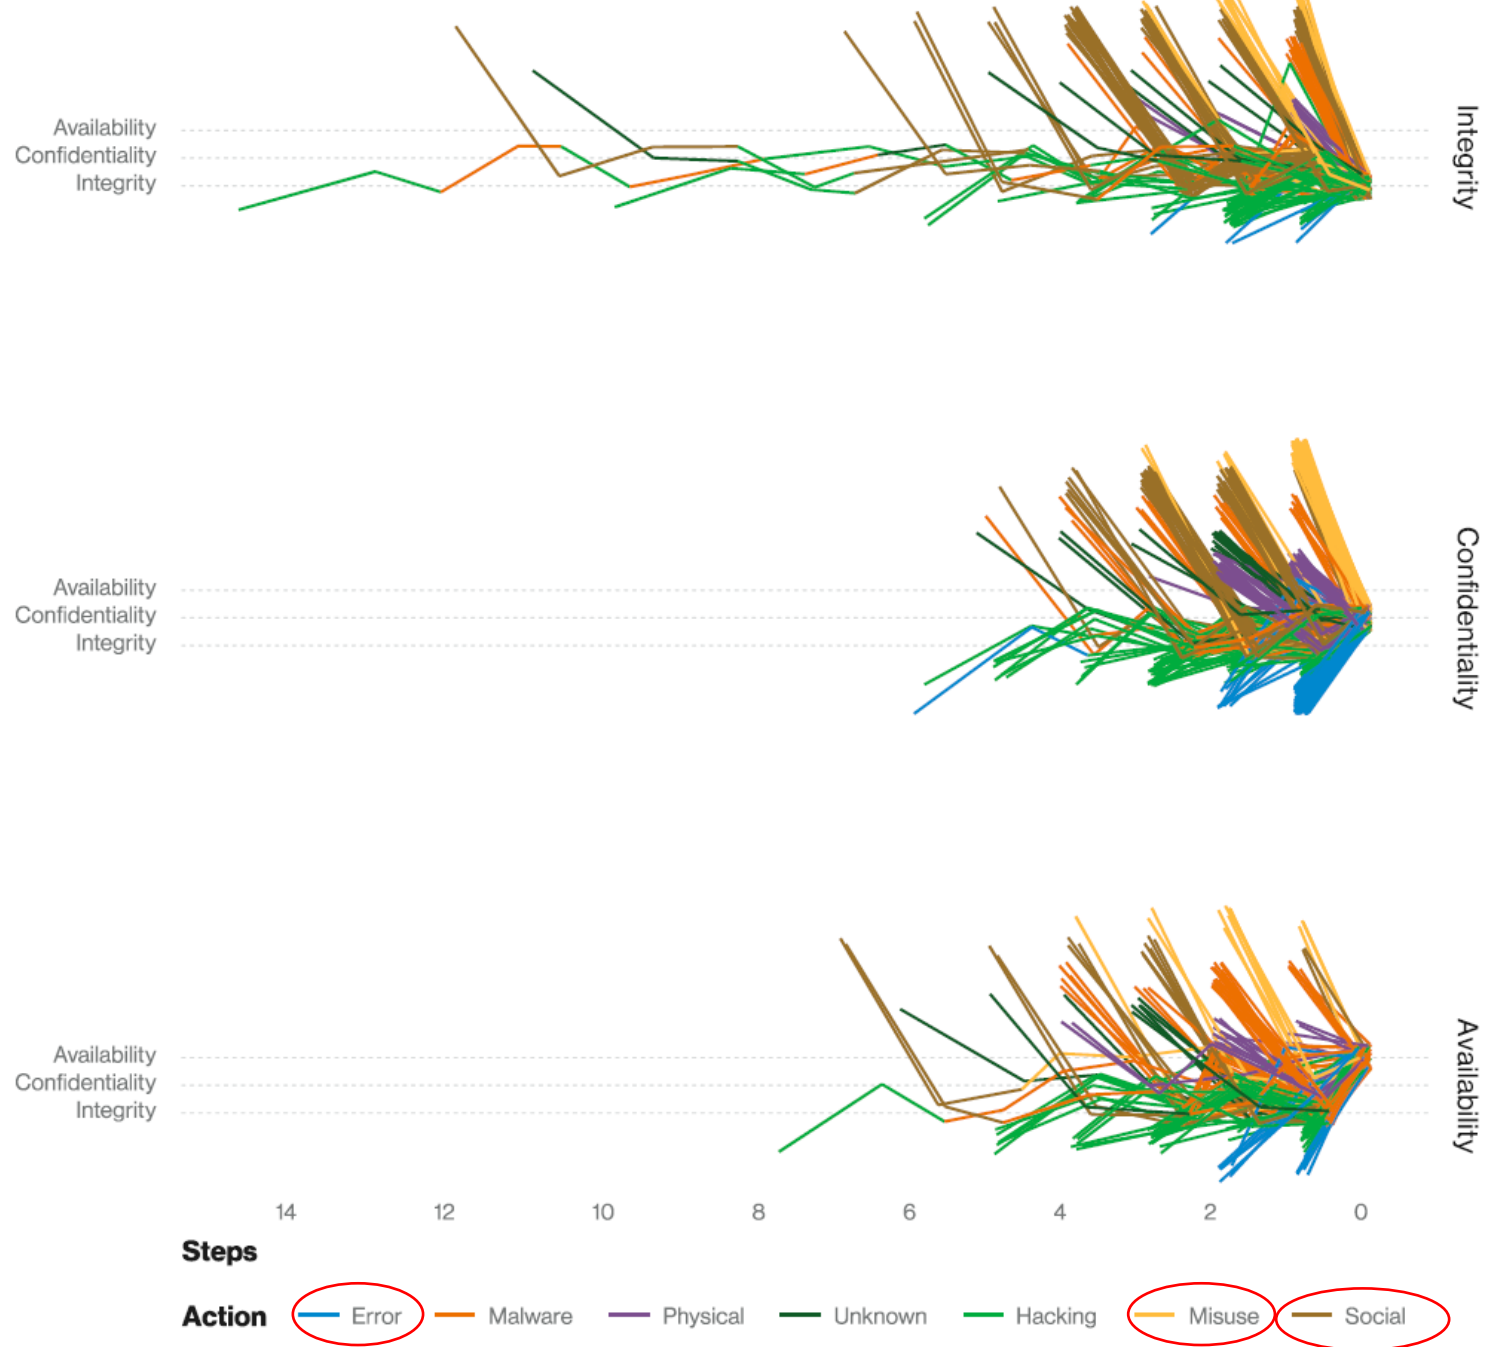 Availability
Confidentiality
Integrity
Integrity
Availability
Confidentiality
Integrity
Confidentiality
Availability
Confidentiality
Integrity
Availability
14 12 10 8 6 4 2 0
Steps
Action Error Malware Physical Unknown Hacking Misuse Social